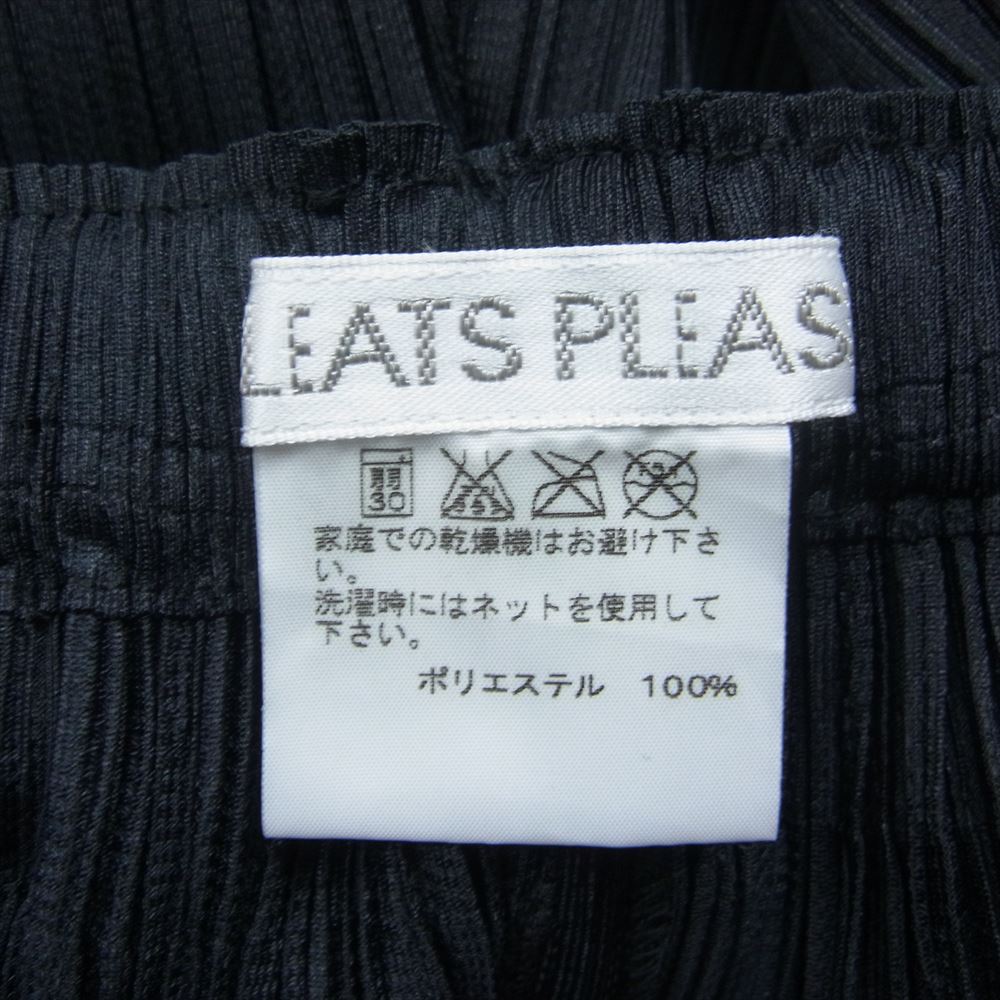 LEATS PLEAS
弱
30
家庭での乾燥機はお避け下さ
い。
洗濯時にはネットを使用して
下さい。
ポリエステル 100%